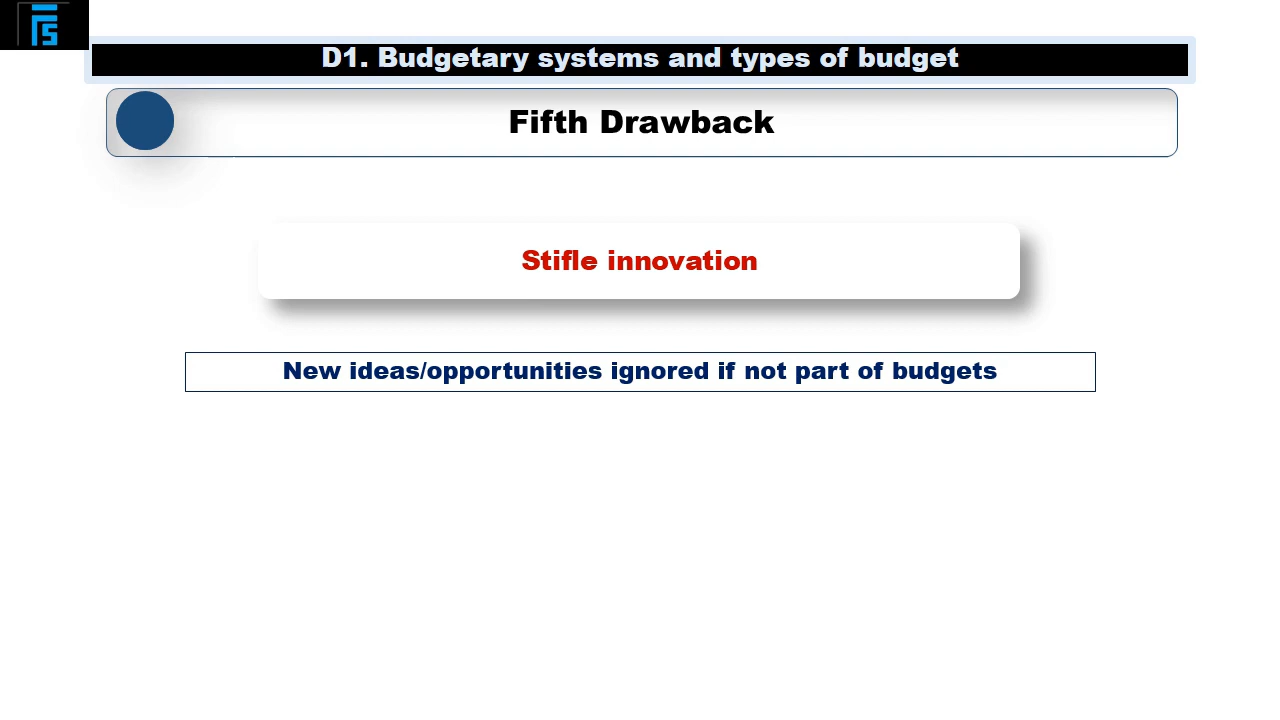 D1. Budgetary systems and types of budget
Fifth Drawback
Stifle innovation
New ideas/opportunities ignored if not part of budgets